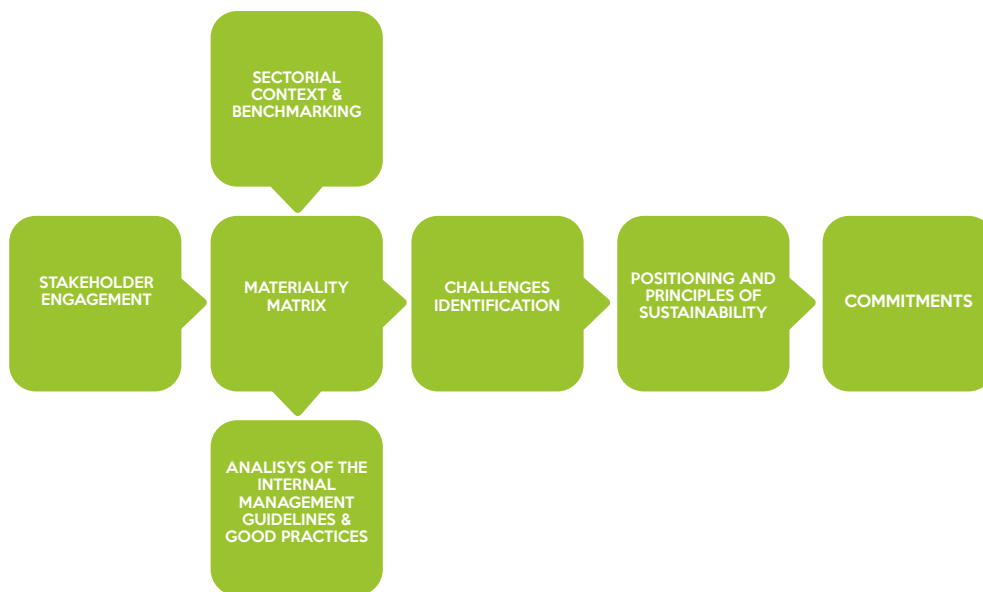 SECTORIAL
CONTEXT &
BENCHMARKING
STAKEHOLDER
ENGAGEMENT
MATERIALITY
MATRIX
CHALLENGES
IDENTIFICATION
POSITIONING AND
PRINCIPLES OF
SUSTAINABILITY
COMMITMENTS
ANALISYS OF THE
INTERNAL
MANAGEMENT
GUIDELINES &
GOOD PRACTICES